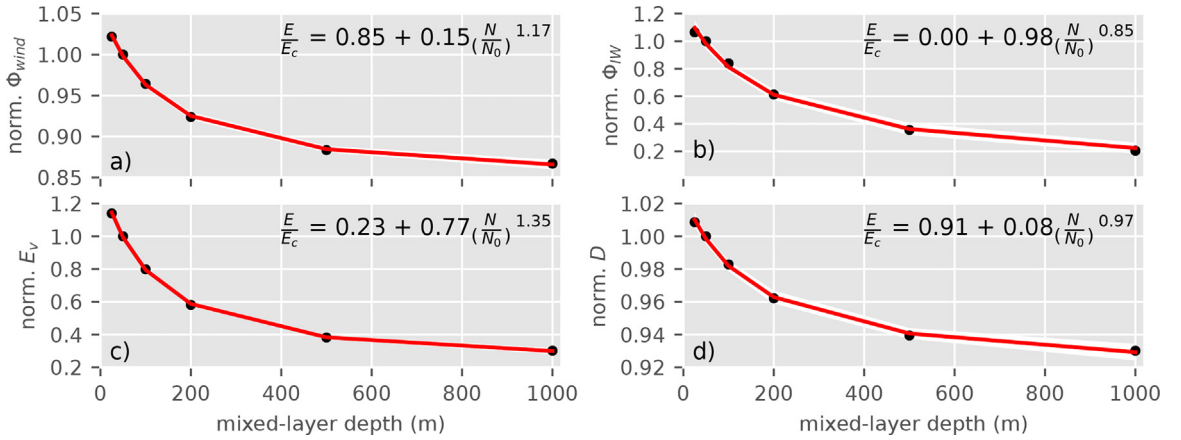 1.05
1.00
0.95
0.90
0.85
norm. Φ_wind
E/E_c = 0.85 + 0.15(N/N_0)^1.17
a)
1.2
1.0
0.8
0.6
0.4
0.2
norm. Φ_IW
E/E_c = 0.00 + 0.98(N/N_0)^0.85
b)
1.2
1.0
0.8
0.6
0.4
0.2
norm. E_v
E/E_c = 0.23 + 0.77(N/N_0)^1.35
c)
0 200 400 600 800 1000
mixed-layer depth (m)
1.02
1.00
0.98
0.96
0.94
0.92
norm. D
E/E_c = 0.91 + 0.08(N/N_0)^0.97
d)
0 200 400 600 800 1000
mixed-layer depth (m)